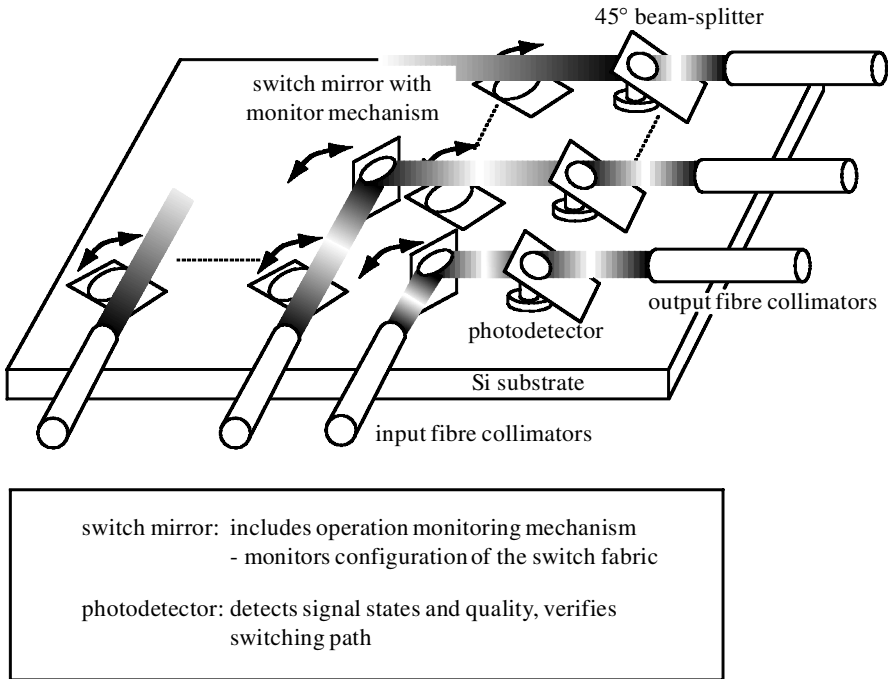 45° beam-splitter
switch mirror with
monitor mechanism
output fibre collimators
photodetector
Si substrate
input fibre collimators
switch mirror: includes operation monitoring mechanism
- monitors configuration of the switch fabric
photodetector: detects signal states and quality, verifies
switching path